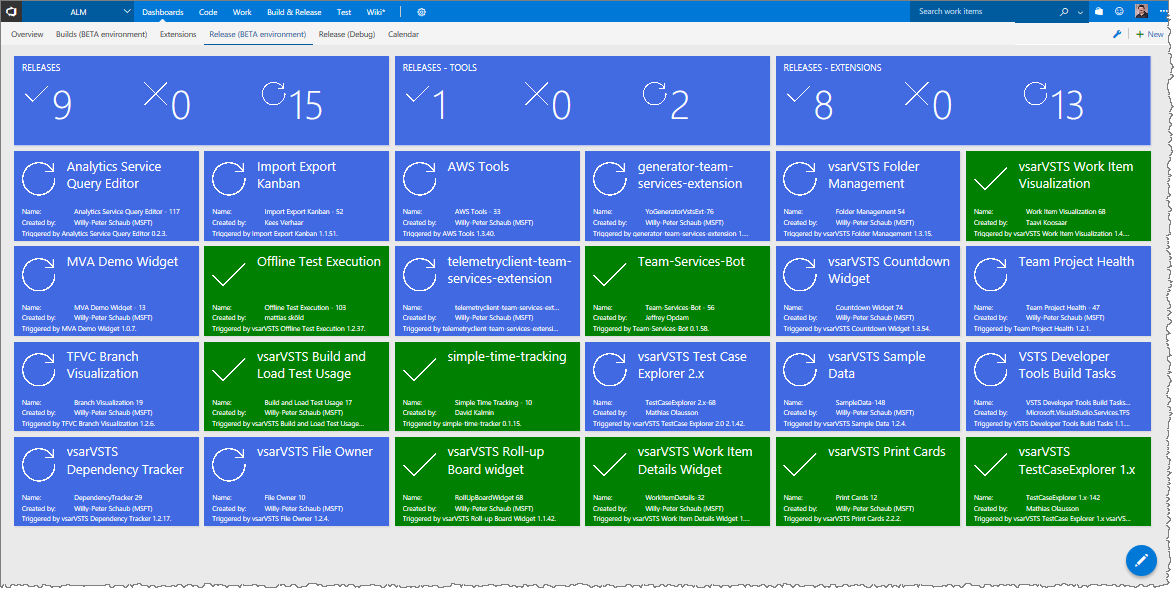 ALM Dashboards Code Work Build & Release Test Wiki* Search work items
Overview Builds (BETA environment) Extensions Release (BETA environment) Release (Debug) Calendar New
RELEASES
9 0 15
RELEASES - TOOLS
1 0 2
RELEASES - EXTENSIONS
8 0 13
Analytics Service
Query Editor
Name: Analytics Service Query Editor - 117
Created by: Willy-Peter Schaub (MSFT)
Triggered by Analytics Service Query Editor 0.2.3.
Import Export
Kanban
Name: Import Export Kanban - 52
Created by: Kees Verhaar
Triggered by Import Export Kanban 1.1.51.
AWS Tools
Name: AWS Tools - 33
Created by: Willy-Peter Schaub (MSFT)
Triggered by AWS Tools 1.3.40.
generator-team-
services-extension
Name: YoGeneratorVstsExt-76
Created by: Willy-Peter Schaub (MSFT)
Triggered by generator-team-services-extension 1....
vsarVSTS Folder
Management
Name: Folder Management 54
Created by: Willy-Peter Schaub (MSFT)
Triggered by vsarVSTS Folder Management 1.3.15.
vsarVSTS Work Item
Visualization
Name: Work Item Visualization 68
Created by: Taavi Koosaar
Triggered by vsarVSTS Work Item Visualization 1.4....
MVA Demo Widget
Name: MVA Demo Widget - 13
Created by: Willy-Peter Schaub (MSFT)
Triggered by MVA Demo Widget 1.0.7.
Offline Test Execution
Name: Offline Test Execution - 103
Created by: mattias sköld
Triggered by vsarVSTS Offline Test Execution 1.2.37.
telemetryclient-team-
services-extension
Name: telemetryclient-team-services-ext...
Created by: Willy-Peter Schaub (MSFT)
Triggered by telemetryclient-team-services-extensi...
Team-Services-Bot
Name: Team-Services-Bot - 56
Created by: Jeffrey Opdam
Triggered by Team-Services-Bot 0.1.58.
vsarVSTS Countdown
Widget
Name: Countdown Widget 74
Created by: Willy-Peter Schaub (MSFT)
Triggered by vsarVSTS Countdown Widget 1.3.54.
Team Project Health
Name: Team Project Health - 47
Created by: Willy-Peter Schaub (MSFT)
Triggered by Team Project Health 1.2.1.
TFVC Branch
Visualization
Name: Branch Visualization 19
Created by: Willy-Peter Schaub (MSFT)
Triggered by TFVC Branch Visualization 1.2.6.
vsarVSTS Build and
Load Test Usage
Name: Build and Load Test Usage 17
Created by: Willy-Peter Schaub (MSFT)
Triggered by vsarVSTS Build and Load Test Usage...
simple-time-tracking
Name: Simple Time Tracking - 10
Created by: David Kalmin
Triggered by simple-time-tracker 0.1.15.
vsarVSTS Test Case
Explorer 2.x
Name: TestCaseExplorer 2.x-68
Created by: Mathias Olausson
Triggered by vsarVSTS TestCase Explorer 2.0 2.1.42.
vsarVSTS Sample
Data
Name: SampleData-148
Created by: Willy-Peter Schaub (MSFT)
Triggered by vsarVSTS Sample Data 1.2.4.
VSTS Developer
Tools Build Tasks
Name: VSTS Developer Tools Build Tasks...
Created by: Microsoft.VisualStudio.Services.TFS
Triggered by VSTS Developer Tools Build Tasks 1.1....
vsarVSTS
Dependency Tracker
Name: DependencyTracker 29
Created by: Willy-Peter Schaub (MSFT)
Triggered by vsarVSTS Dependency Tracker 1.2.17.
vsarVSTS File Owner
Name: File Owner 10
Created by: Willy-Peter Schaub (MSFT)
Triggered by vsarVSTS File Owner 1.2.4.
vsarVSTS Roll-up
Board widget
Name: RollUpBoardWidget 68
Created by: Willy-Peter Schaub (MSFT)
Triggered by vsarVSTS Roll-up Board Widget 1.1.42.
vsarVSTS Work Item
Details Widget
Name: WorkItemDetails-32
Created by: Willy-Peter Schaub (MSFT)
Triggered by vsarVSTS Work Item Details Widget 1....
vsarVSTS Print Cards
Name: Print Cards 12
Created by: Willy-Peter Schaub (MSFT)
Triggered by vsarVSTS Print Cards 2.2.2.
vsarVSTS
TestCaseExplorer 1.x
Name: TestCaseExplorer 1.x-142
Created by: Mathias Olausson
Triggered by vsarVSTS TestCase Explorer 1.x vsarVS...